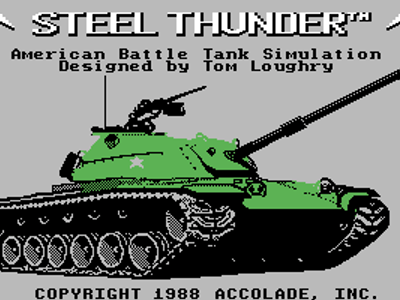 STEEL THUNDER™
American Battle Tank Simulation
Designed by Tom Loughry
COPYRIGHT 1988 ACCOLADE, INC.